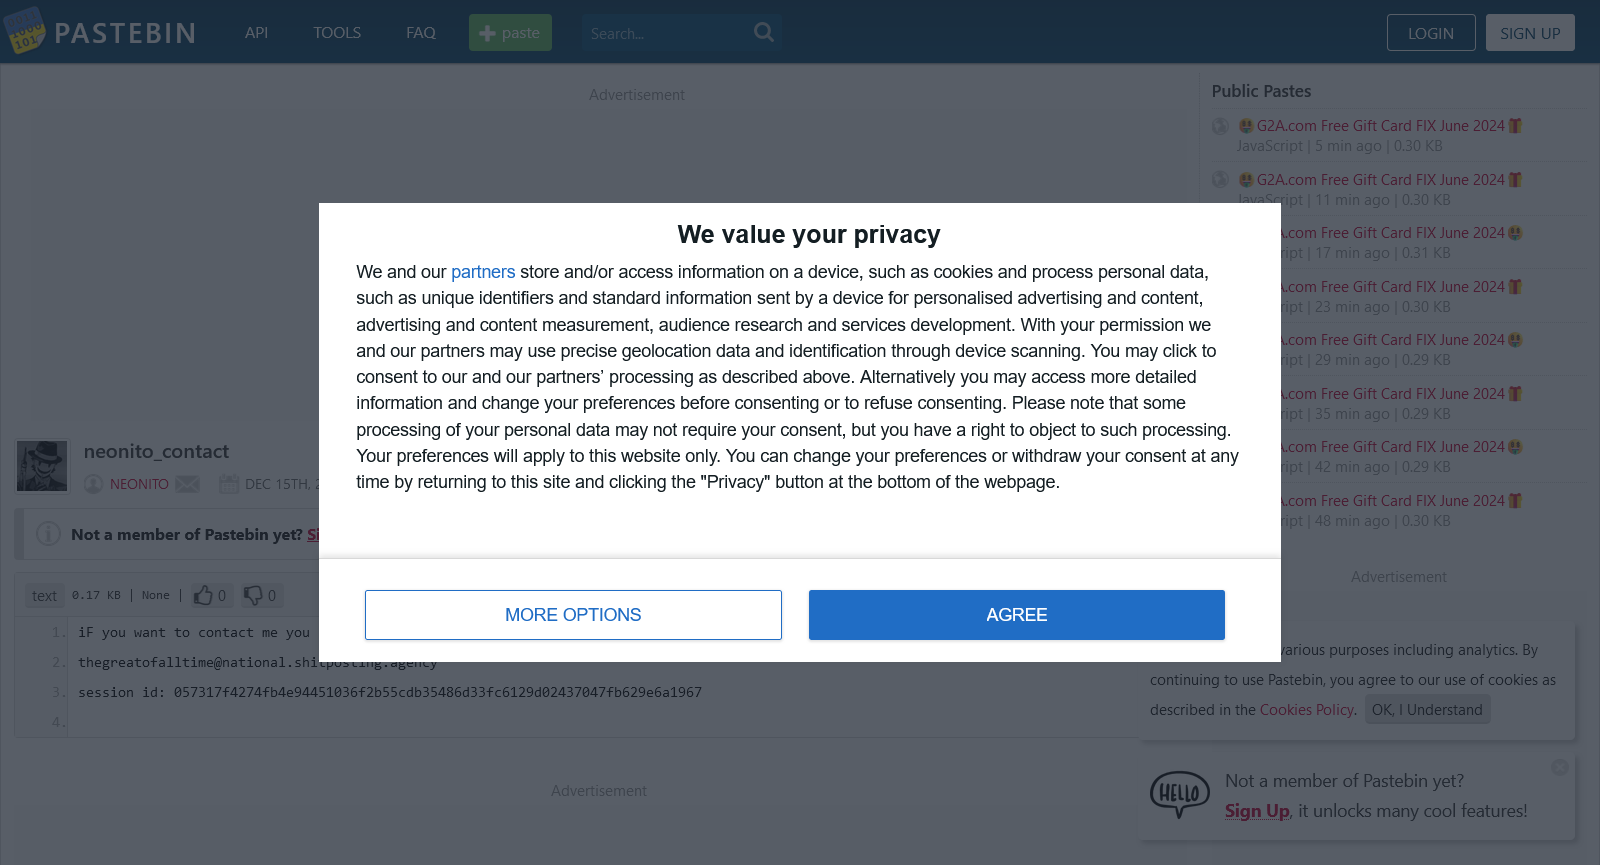 PASTEBIN
API
TOOLS
FAQ
paste
Search...
LOGIN
SIGN UP
Advertisement
Public Pastes
G2A.com Free Gift Card FIX June 2024
JavaScript | 5 min ago | 0.30 KB
G2A.com Free Gift Card FIX June 2024
JavaScript | 11 min ago | 0.30 KB
.com Free Gift Card FIX June 2024
ript | 17 min ago | 0.31 KB
.com Free Gift Card FIX June 2024
ript | 23 min ago | 0.30 KB
.com Free Gift Card FIX June 2024
ript | 29 min ago | 0.29 KB
.com Free Gift Card FIX June 2024
ript | 35 min ago | 0.29 KB
.com Free Gift Card FIX June 2024
ript | 42 min ago | 0.29 KB
.com Free Gift Card FIX June 2024
ript | 48 min ago | 0.30 KB
Advertisement
We value your privacy
We and our partners store and/or access information on a device, such as cookies and process personal data,
such as unique identifiers and standard information sent by a device for personalised advertising and content,
advertising and content measurement, audience research and services development. With your permission we
and our partners may use precise geolocation data and identification through device scanning. You may click to
consent to our and our partners’ processing as described above. Alternatively you may access more detailed
information and change your preferences before consenting or to refuse consenting. Please note that some
processing of your personal data may not require your consent, but you have a right to object to such processing.
Your preferences will apply to this website only. You can change your preferences or withdraw your consent at any
time by returning to this site and clicking the "Privacy" button at the bottom of the webpage.
MORE OPTIONS
AGREE
neonito_contact
NEONITO
DEC 15TH, 2
Not a member of Pastebin yet? Si
text 0.17 KB | None | 0 0
1. iF you want to contact me you
2. thegreatofalltime@national.shitposting.agency
3. session id: 057317f4274fb4e94451036f2b55cdb35486d33fc6129d02437047fb629e6a1967
4.
Advertisement
various purposes including analytics. By
continuing to use Pastebin, you agree to our use of cookies as
described in the Cookies Policy. OK, I Understand
HELLO
Not a member of Pastebin yet?
Sign Up, it unlocks many cool features!